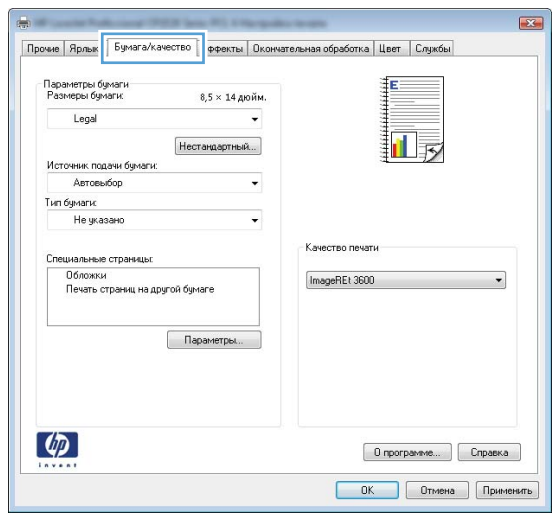 Прочие Ярлык Бумага/качество ффекты Окончательная обработка Цвет Службы
Параметры бумаги
Размеры бумаги: 8,5 × 14 дюйм.
Legal
Нестандартный...
Источник подачи бумаги:
Автовыбор
Тип бумаги:
Не указано
Специальные страницы:
Обложки
Печать страниц на другой бумаге
Параметры...
E
Качество печати
ImageREt 3600
hp
invent
О программе... Справка
OK Отмена Применить